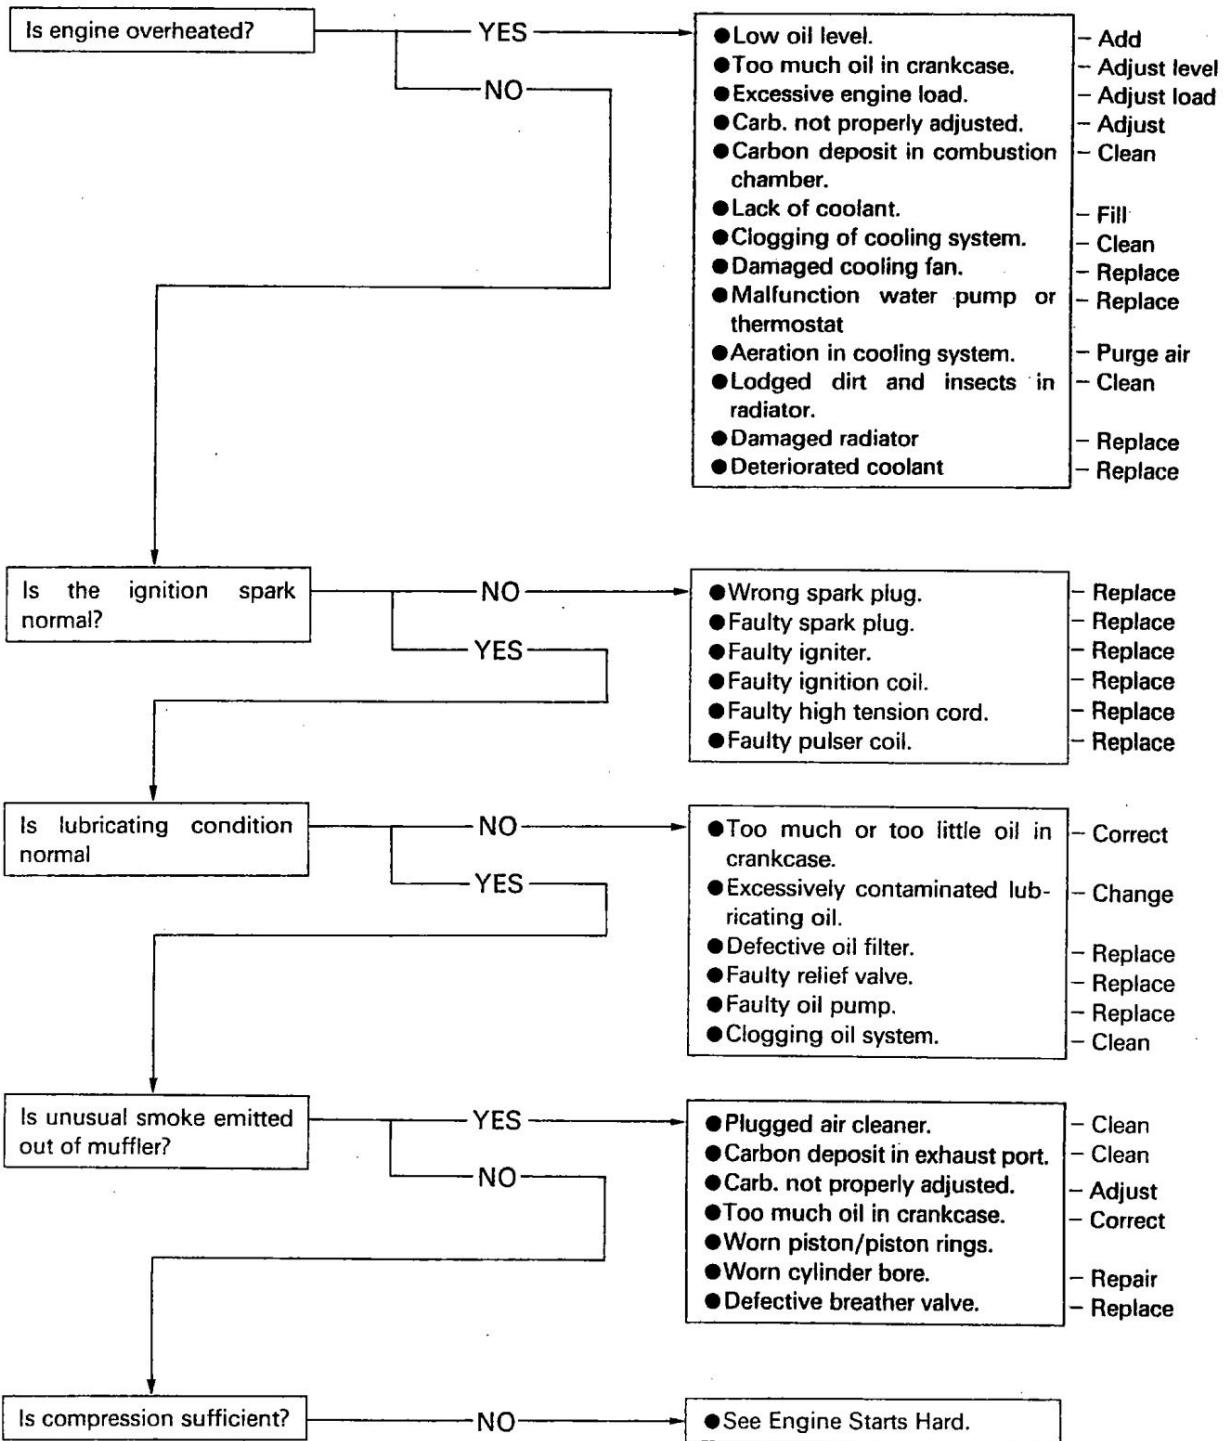 Is engine overheated?
YES
NO
●Low oil level.
– Add
●Too much oil in crankcase.
– Adjust level
●Excessive engine load.
– Adjust load
●Carb. not properly adjusted.
– Adjust
●Carbon deposit in combustion
– Clean
chamber.
●Lack of coolant.
– Fill
●Clogging of cooling system.
– Clean
●Damaged cooling fan.
– Replace
●Malfunction water pump or
– Replace
thermostat
●Aeration in cooling system.
– Purge air
●Lodged dirt and insects in
– Clean
radiator.
●Damaged radiator
– Replace
●Deteriorated coolant
– Replace
Is the ignition spark
normal?
NO
YES
●Wrong spark plug.
– Replace
●Faulty spark plug.
– Replace
●Faulty igniter.
– Replace
●Faulty ignition coil.
– Replace
●Faulty high tension cord.
– Replace
●Faulty pulser coil.
– Replace
Is lubricating condition
normal
NO
YES
●Too much or too little oil in
– Correct
crankcase.
●Excessively contaminated lub-
– Change
ricating oil.
●Defective oil filter.
– Replace
●Faulty relief valve.
– Replace
●Faulty oil pump.
– Replace
●Clogging oil system.
– Clean
Is unusual smoke emitted
out of muffler?
YES
NO
●Plugged air cleaner.
– Clean
●Carbon deposit in exhaust port.
– Clean
●Carb. not properly adjusted.
– Adjust
●Too much oil in crankcase.
– Correct
●Worn piston/piston rings.
●Worn cylinder bore.
– Repair
●Defective breather valve.
– Replace
Is compression sufficient?
NO
●See Engine Starts Hard.